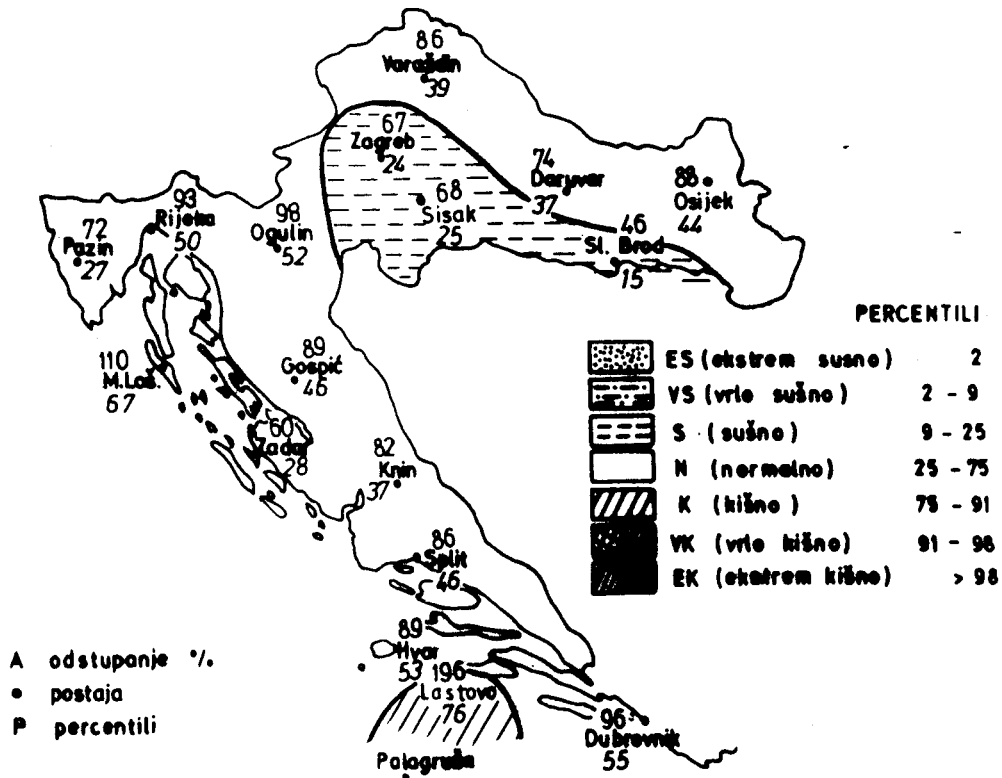 86
Varaždin
39
67
Zagreb
24
74
Daruvar
37
88
Osijek
44
68
Sisak
25
46
Sl. Brod
15
93
Rijeka
50
98
Ogulin
52
72
Pazin
27
110
M.Loš.
67
89
Gospić
46
60
Zadar
28
82
Knin
37
86
Split
46
89
Hvar
53
196
Lastovo
76
Palagruža
96
Dubrovnik
55
PERCENTILI
ES (ekstrem sušno) 2
VS (vrlo sušno) 2 - 9
S (sušno) 9 - 25
N (normalno) 25 - 75
K (kišno) 75 - 91
VK (vrlo kišno) 91 - 98
EK (ekstrem kišno) > 98
A odstupanje %.
• postaja
P percentili